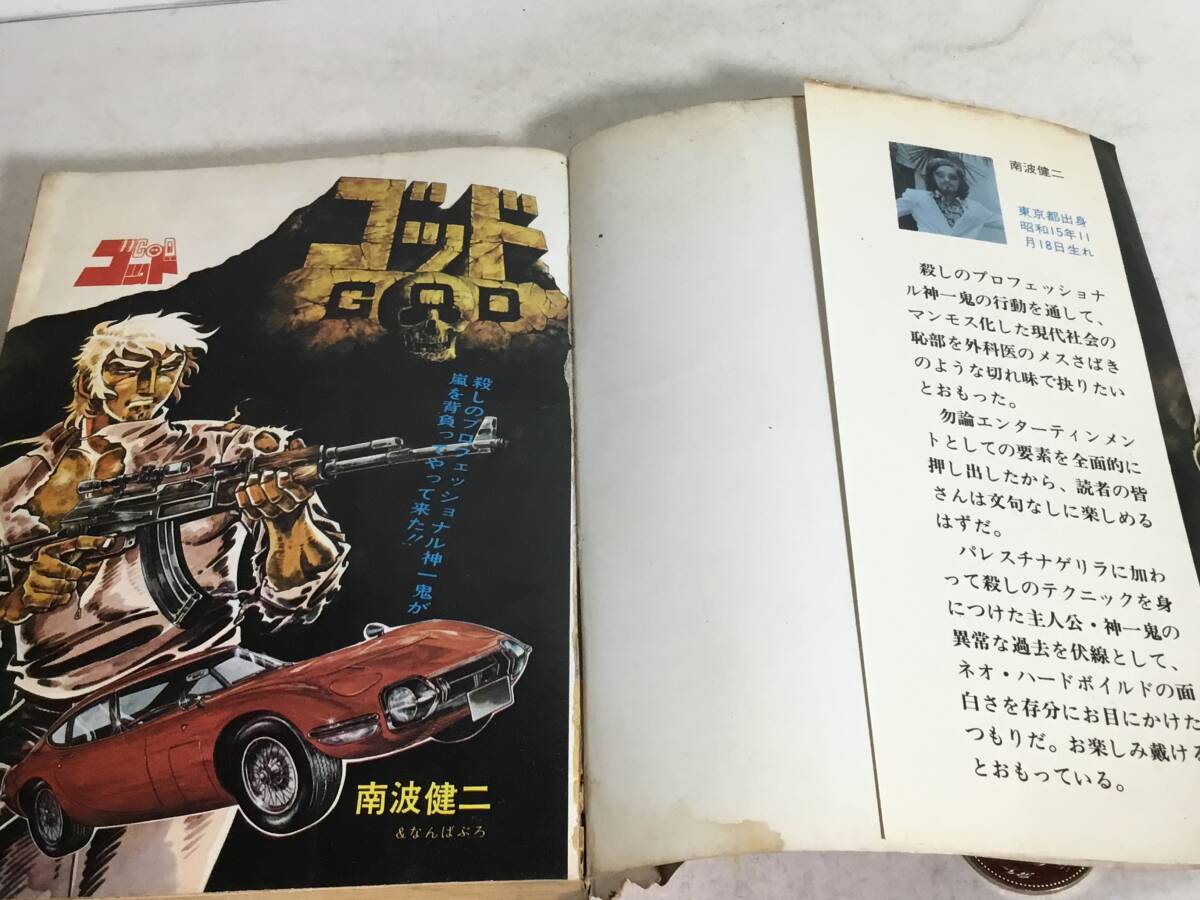 ゴッド
GOD
GOD
ゴッド
殺しのプロフェッショナル神一鬼が
嵐を背負ってやって来た!!
南波健二
&なんばぷろ
南波健二
東京都出身
昭和15年11
月18日生れ
殺しのプロフェッショナ
ル神一鬼の行動を通して、
マンモス化した現代社会の
恥部を外科医のメスさばき
のような切れ味で抉りたい
とおもった。
勿論エンターティンメン
トとしての要素を全面的に
押し出したから、読者の皆
さんは文句なしに楽しめる
はずだ。
パレスチナゲリラに加わ
って殺しのテクニックを身
につけた主人公・神一鬼の
異常な過去を伏線として、
ネオ・ハードボイルドの面
白さを存分にお目にかけた
つもりだ。お楽しみ戴ける
とおもっている。